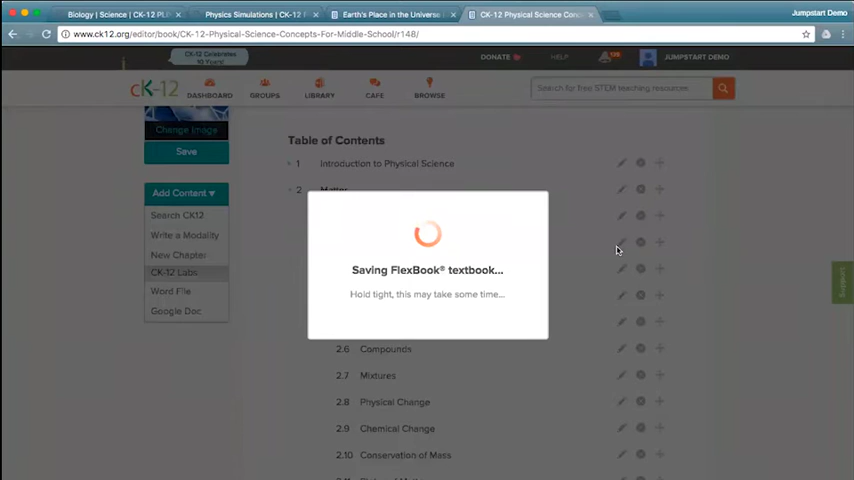 Biology | Science | CK-12 PL
Physics Simulations | CK-12 F
Earth's Place in the Universe
CK-12 Physical Science Conc
Jumpstart Demo
www.ck12.org/editor/book/CK-12-Physical-Science-Concepts-For-Middle-School/r148/
CK-12 Celebrates
10 Years!
DONATE
HELP
JUMPSTART DEMO
cK-12
DASHBOARD
GROUPS
LIBRARY
CAFE
BROWSE
Search for free STEM teaching resources
Change Image
Save
Table of Contents
1 Introduction to Physical Science
2 Matter
Add Content
Search CK12
Write a Modality
New Chapter
CK-12 Labs
Word File
Google Doc
Saving FlexBook® textbook...
Hold tight, this may take some time...
2.6 Compounds
2.7 Mixtures
2.8 Physical Change
2.9 Chemical Change
2.10 Conservation of Mass